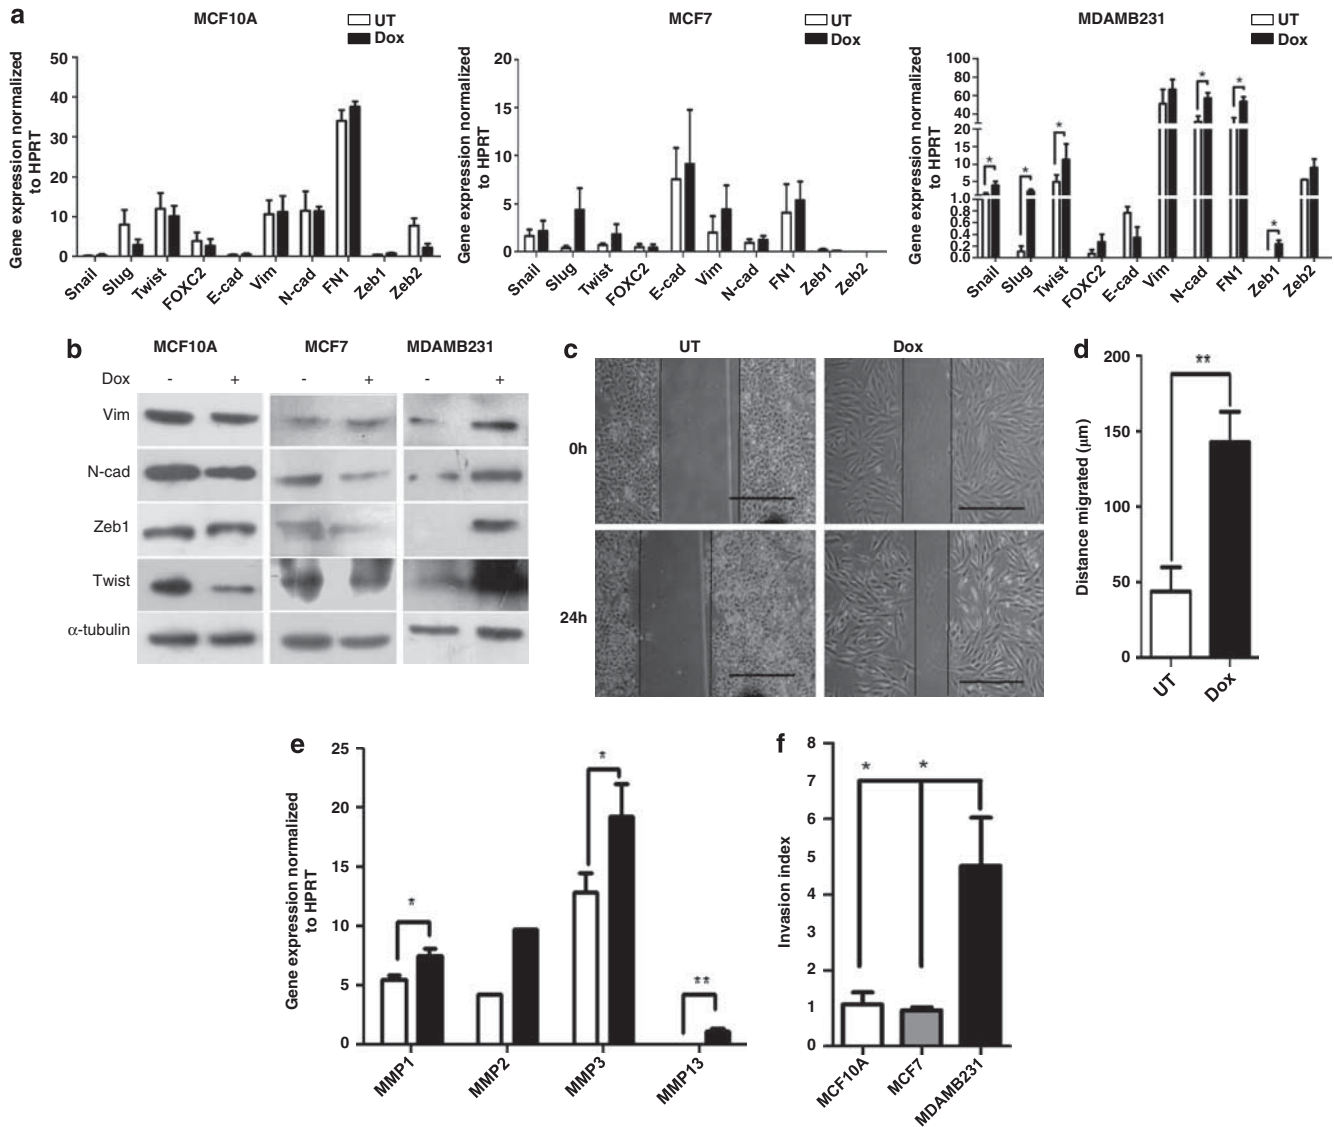 a
MCF10A
UT
Dox
Gene expression normalized
to HPRT
50
40
30
20
10
0
Snail
Slug
Twist
FOXC2
E-cad
Vim
N-cad
FN1
Zeb1
Zeb2
MCF7
UT
Dox
Gene expression normalized
to HPRT
20
15
10
5
0
Snail
Slug
Twist
FOXC2
E-cad
Vim
N-cad
FN1
Zeb1
Zeb2
MDAMB231
UT
Dox
Gene expression normalized
to HPRT
100
80
60
40
20
15
10
5
1.0
0.8
0.6
0.4
0.2
0.0
*
*
*
*
*
*
Snail
Slug
Twist
FOXC2
E-cad
Vim
N-cad
FN1
Zeb1
Zeb2
b
MCF10A
MCF7
MDAMB231
Dox - + - + - +
Vim
N-cad
Zeb1
Twist
α-tubulin
c
UT
Dox
0h
24h
d
Distance migrated (μm)
200
150
100
50
0
**
UT
Dox
e
Gene expression normalized
to HPRT
25
20
15
10
5
0
*
*
**
MMP1
MMP2
MMP3
MMP13
f
Invasion index
8
7
6
5
4
3
2
1
0
*
*
MCF10A
MCF7
MDAMB231